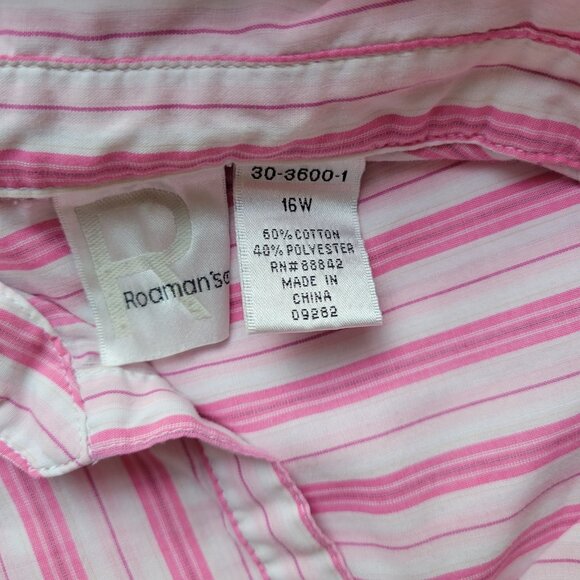 R
Roaman's®
30-3600-1
16W
60% COTTON
40% POLYESTER
RN#88842
MADE IN
CHINA
09282